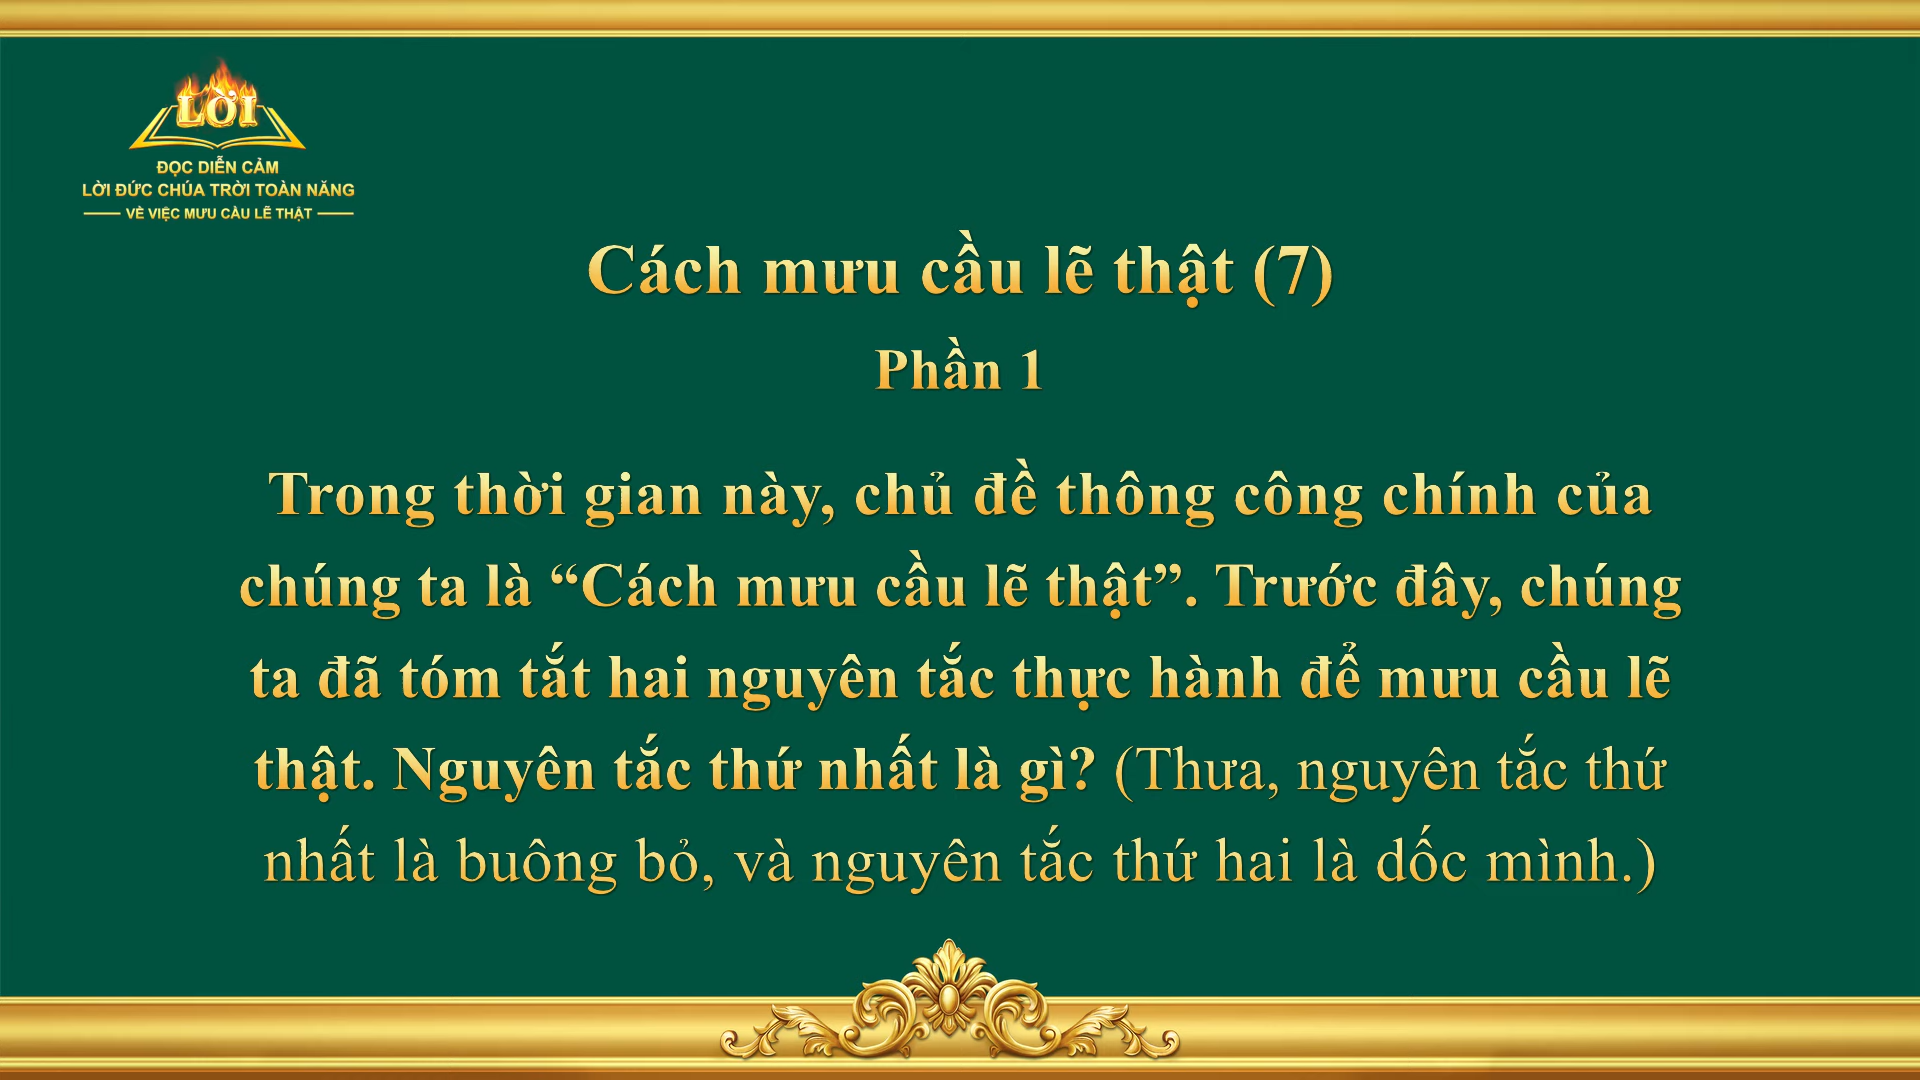 LỜI
ĐỌC DIỄN CẢM
LỜI ĐỨC CHÚA TRỜI TOÀN NĂNG
VỀ VIỆC MƯU CẦU LẼ THẬT
Cách mưu cầu lẽ thật (7)
Phần 1
Trong thời gian này, chủ đề thông công chính của
chúng ta là “Cách mưu cầu lẽ thật”. Trước đây, chúng
ta đã tóm tắt hai nguyên tắc thực hành để mưu cầu lẽ
thật. Nguyên tắc thứ nhất là gì? (Thưa, nguyên tắc thứ
nhất là buông bỏ, và nguyên tắc thứ hai là dốc mình.)